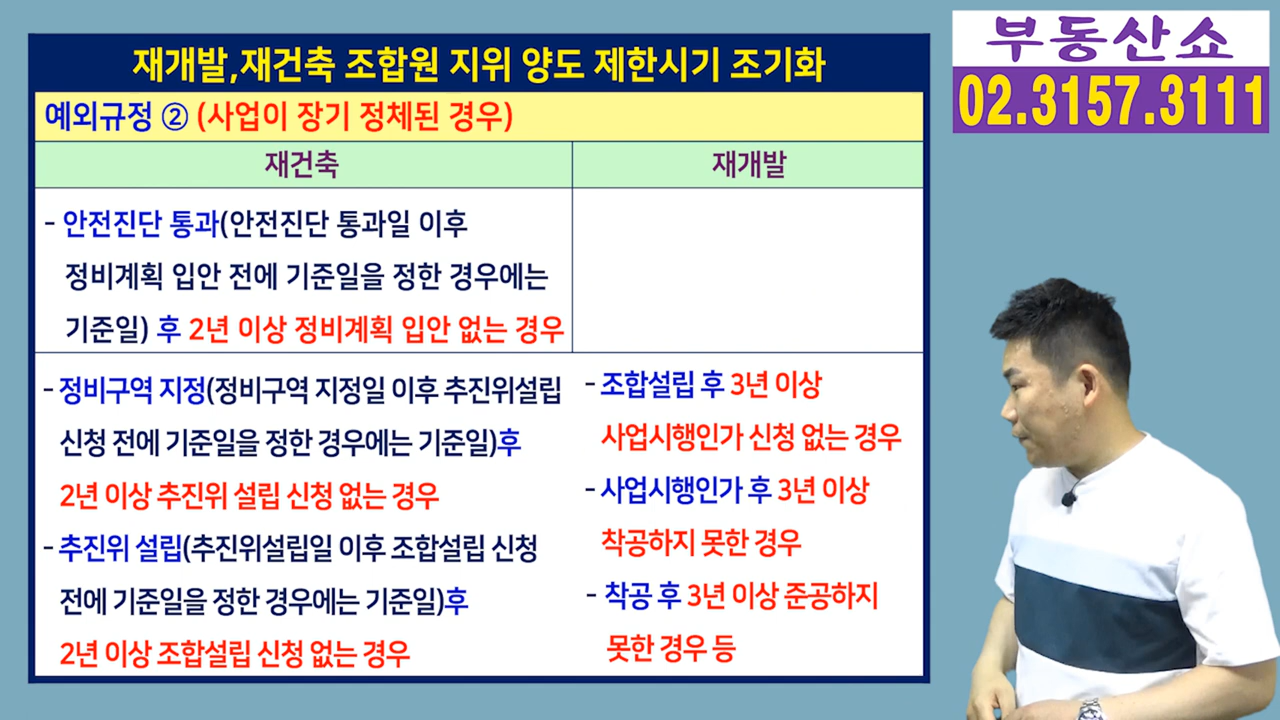 재개발,재건축 조합원 지위 양도 제한시기 조기화
예외규정 ② (사업이 장기 정체된 경우)
재건축
재개발
- 안전진단 통과(안전진단 통과일 이후
정비계획 입안 전에 기준일을 정한 경우에는
기준일) 후 2년 이상 정비계획 입안 없는 경우
- 정비구역 지정(정비구역 지정일 이후 추진위설립
신청 전에 기준일을 정한 경우에는 기준일)후
2년 이상 추진위 설립 신청 없는 경우
- 추진위 설립(추진위설립일 이후 조합설립 신청
전에 기준일을 정한 경우에는 기준일)후
2년 이상 조합설립 신청 없는 경우
- 조합설립 후 3년 이상
사업시행인가 신청 없는 경우
- 사업시행인가 후 3년 이상
착공하지 못한 경우
- 착공 후 3년 이상 준공하지
못한 경우 등
부동산쇼
02.3157.3111